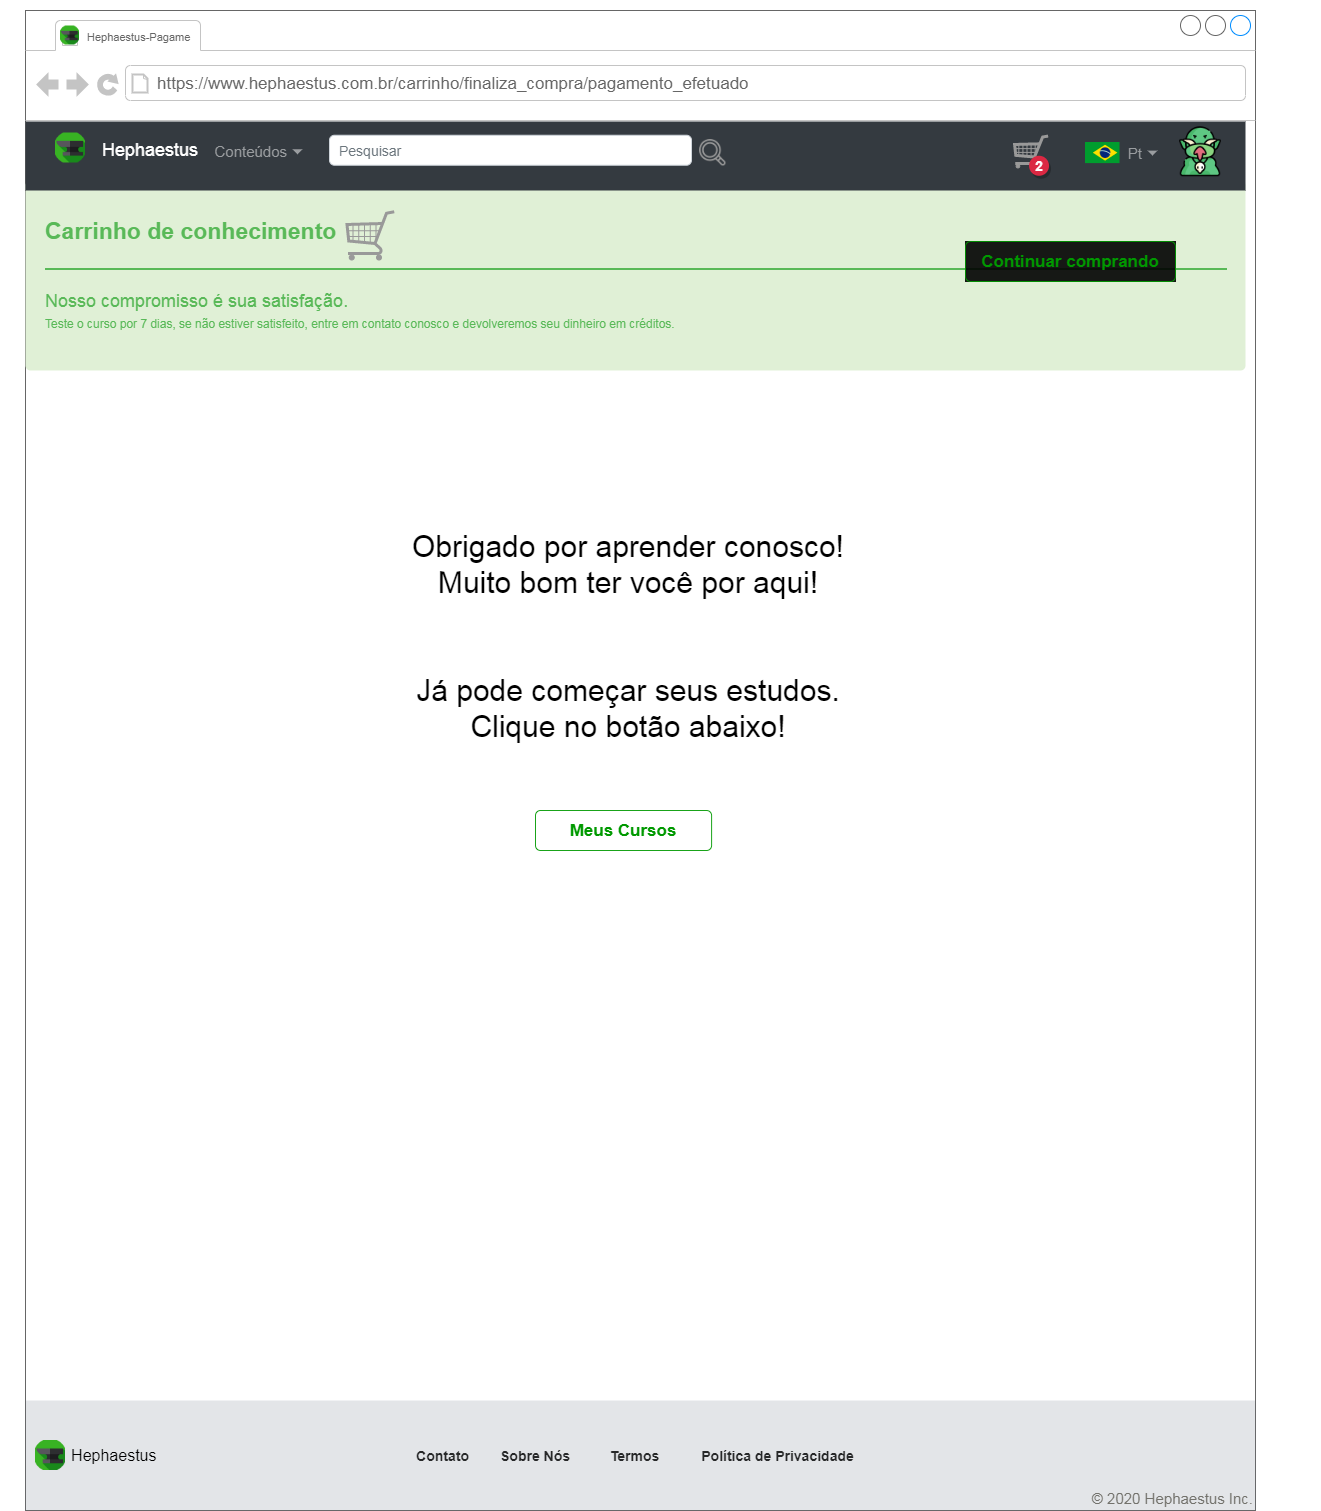 Hephaestus-Pagame
https://www.hephaestus.com.br/carrinho/finaliza_compra/pagamento_efetuado
Hephaestus Conteúdos Pesquisar 2 Pt
Carrinho de conhecimento
Continuar comprando
Nosso compromisso é sua satisfação.
Teste o curso por 7 dias, se não estiver satisfeito, entre em contato conosco e devolveremos seu dinheiro em créditos.
Obrigado por aprender conosco!
Muito bom ter você por aqui!
Já pode começar seus estudos.
Clique no botão abaixo!
Meus Cursos
Hephaestus Contato Sobre Nós Termos Política de Privacidade
© 2020 Hephaestus Inc.